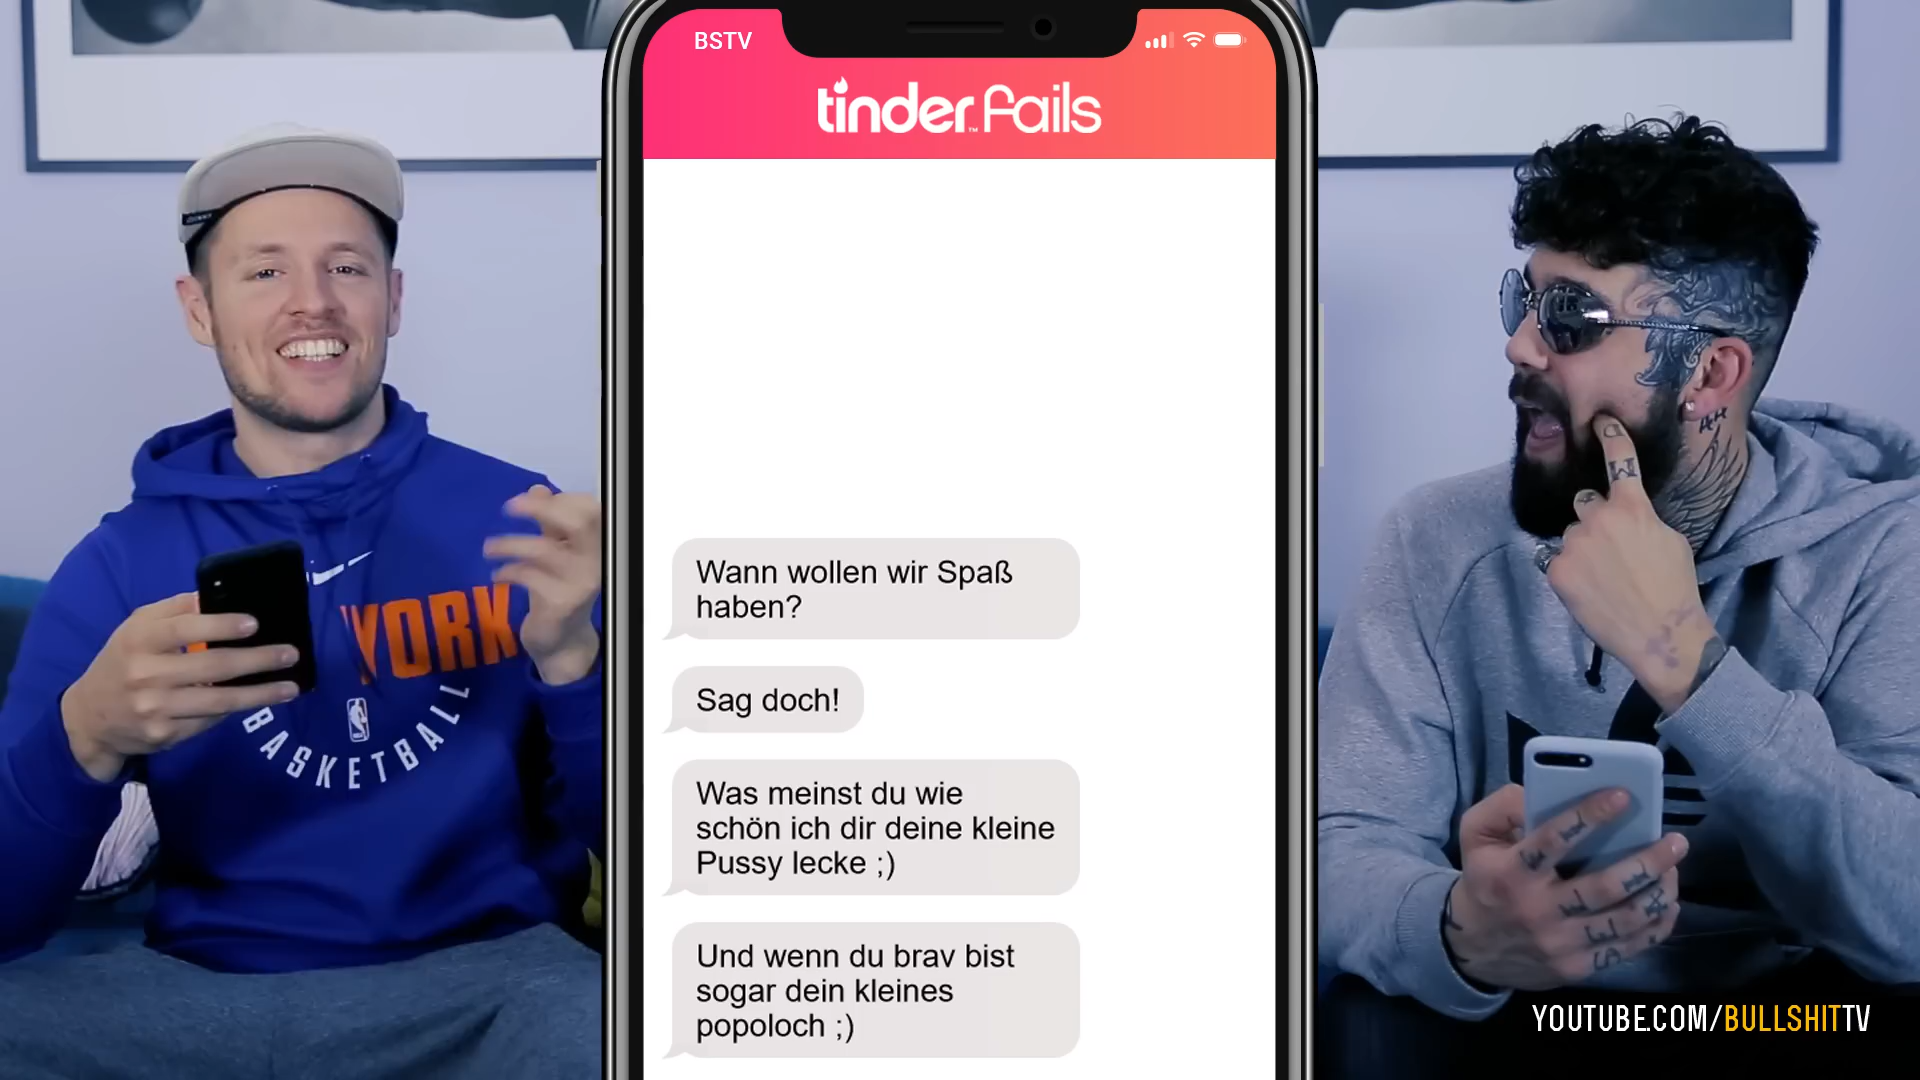 BSTV
tinder™ fails
Wann wollen wir Spaß
haben?
Sag doch!
Was meinst du wie
schön ich dir deine kleine
Pussy lecke ;)
Und wenn du brav bist
sogar dein kleines
popoloch ;)
YORK
BASKETBALL
YOUTUBE.COM/BULLSHITTV